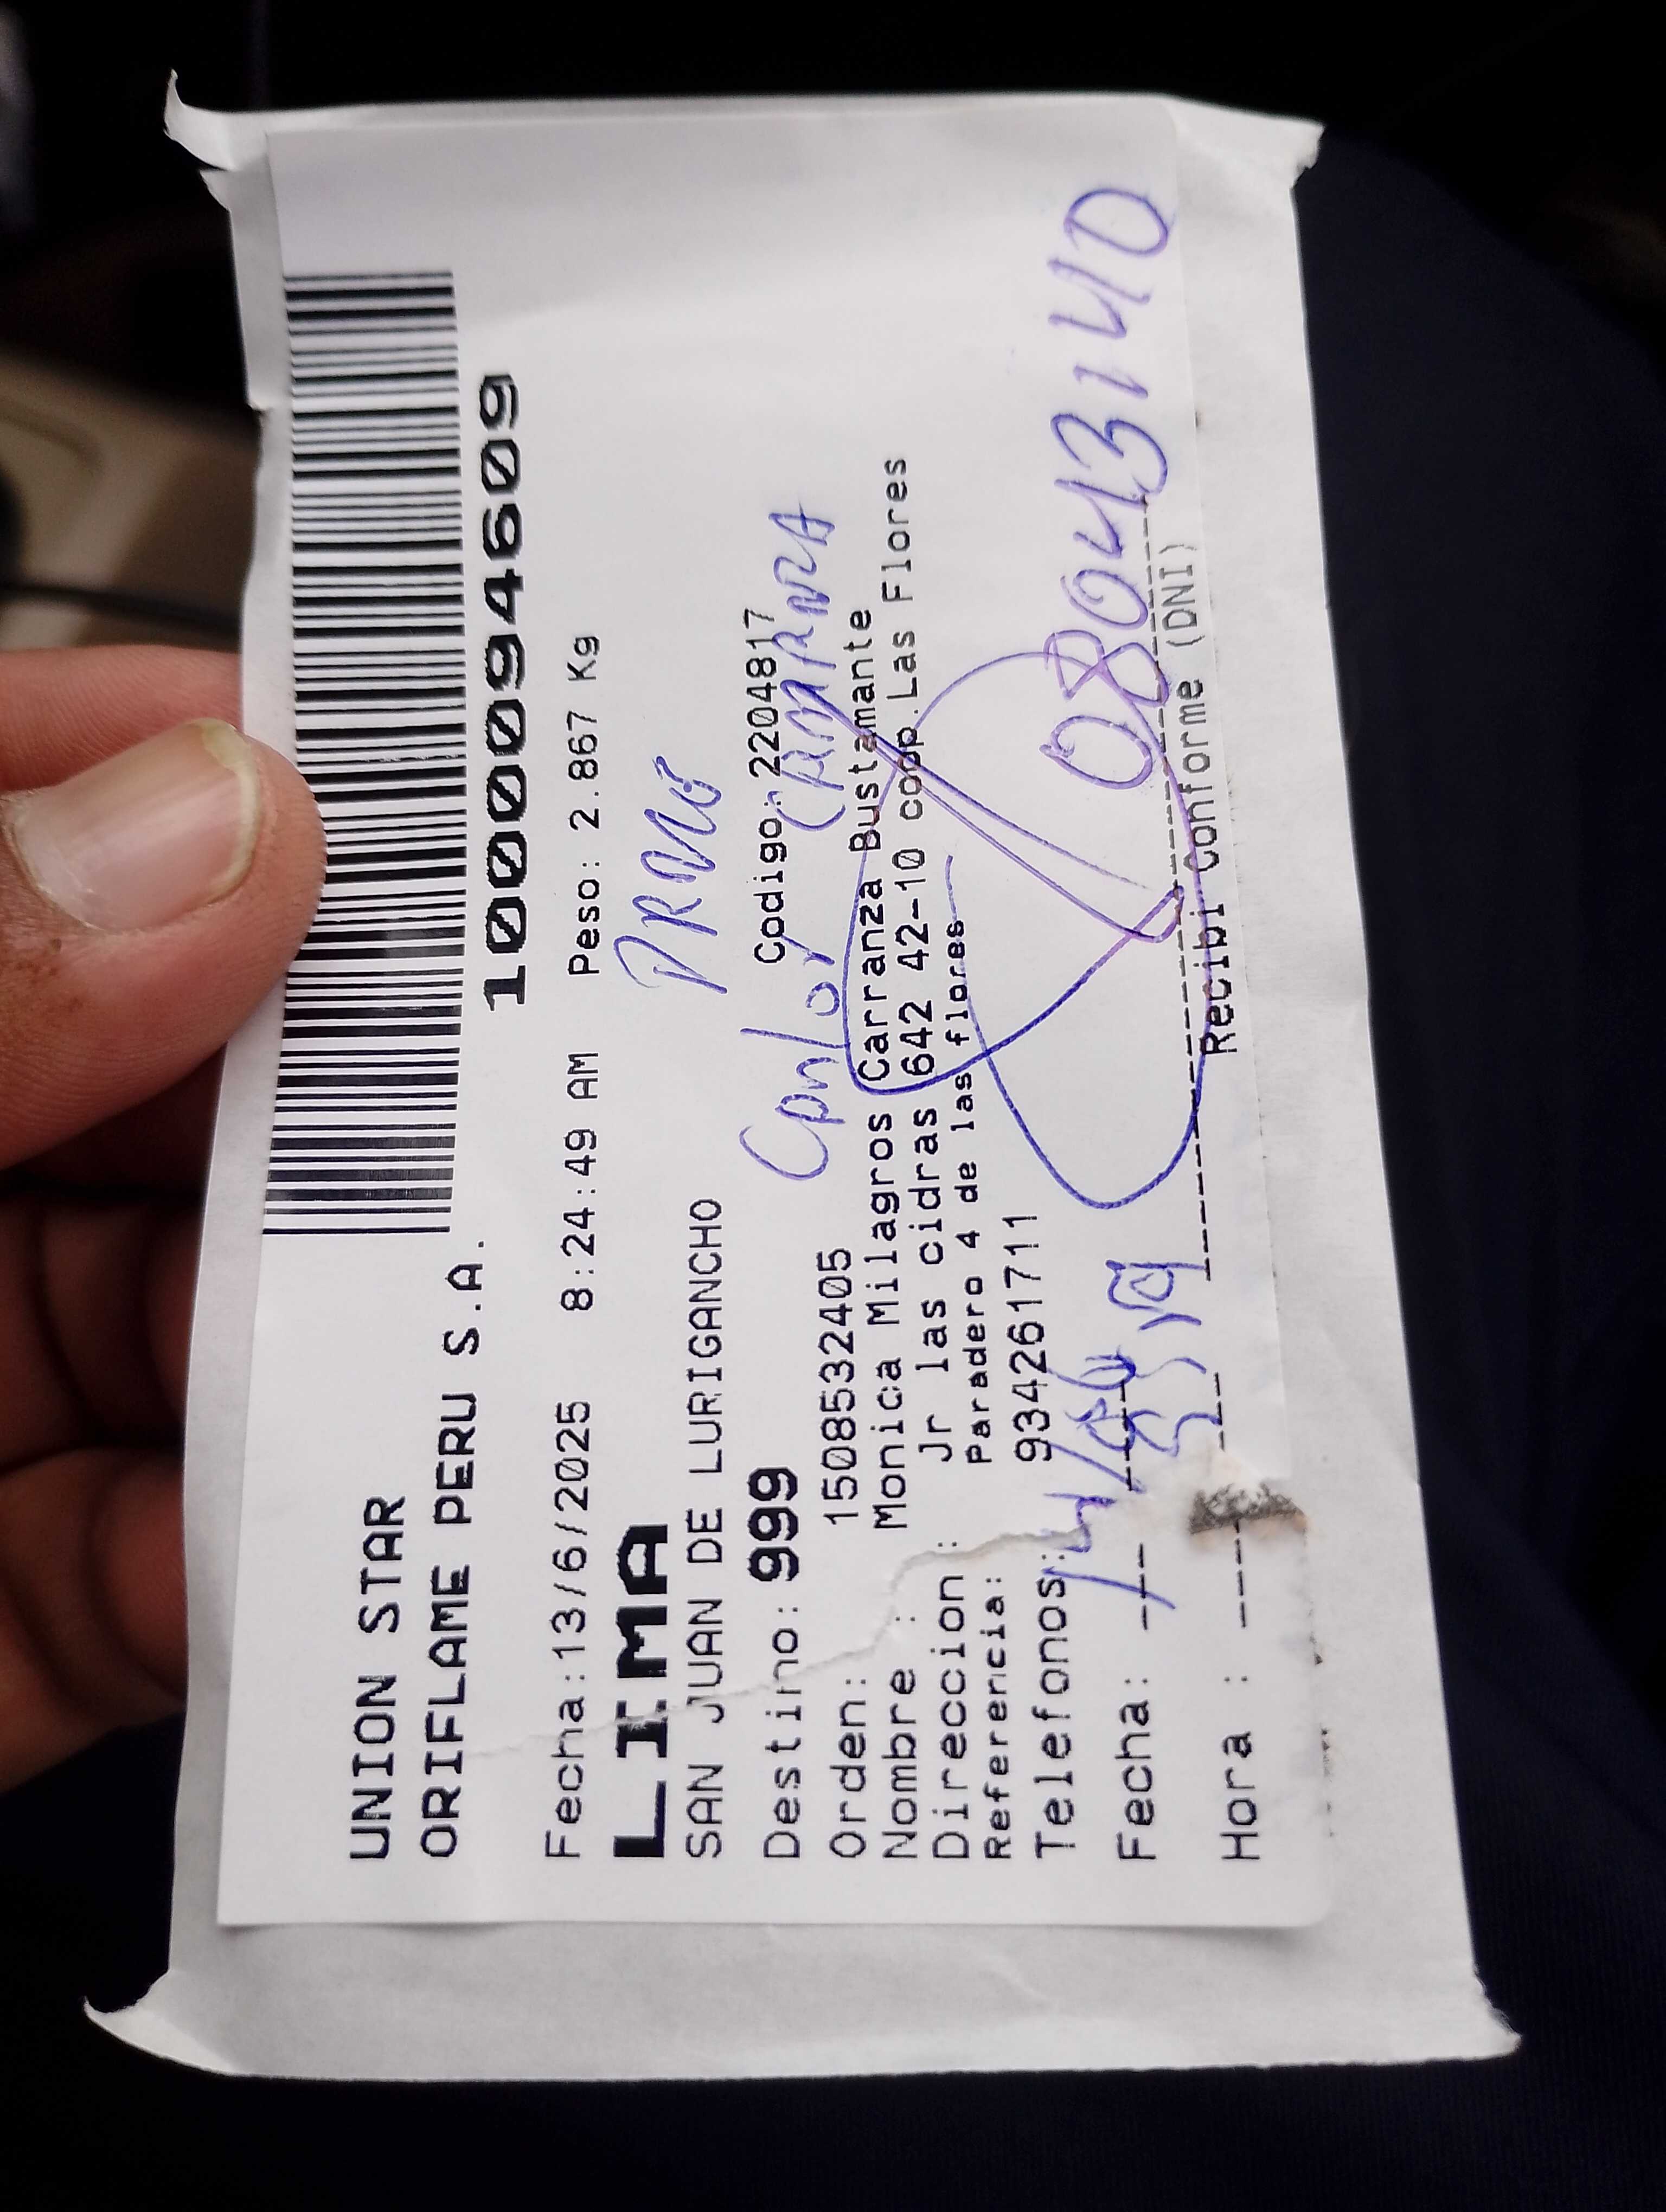 1000094609
UNION STAR
ORIFLAME PERU S.A.
Fecha:13/6/2025 8:24:49 AM Peso: 2.867 Kg
LIMA
SAN JUAN DE LURIGANCHO
Destino: 999 Codigo: 2204817
Orden: 1508532405
Nombre : Monica Milagros Carranza Bustamante
Direccion : Jr las cidras 642 42-10 coop.Las Flores
Referencia: Paradero 4 de las flores
Telefonos: 934261711
08043140
Fecha:
Hora :
Recibi Conforme (DNI)